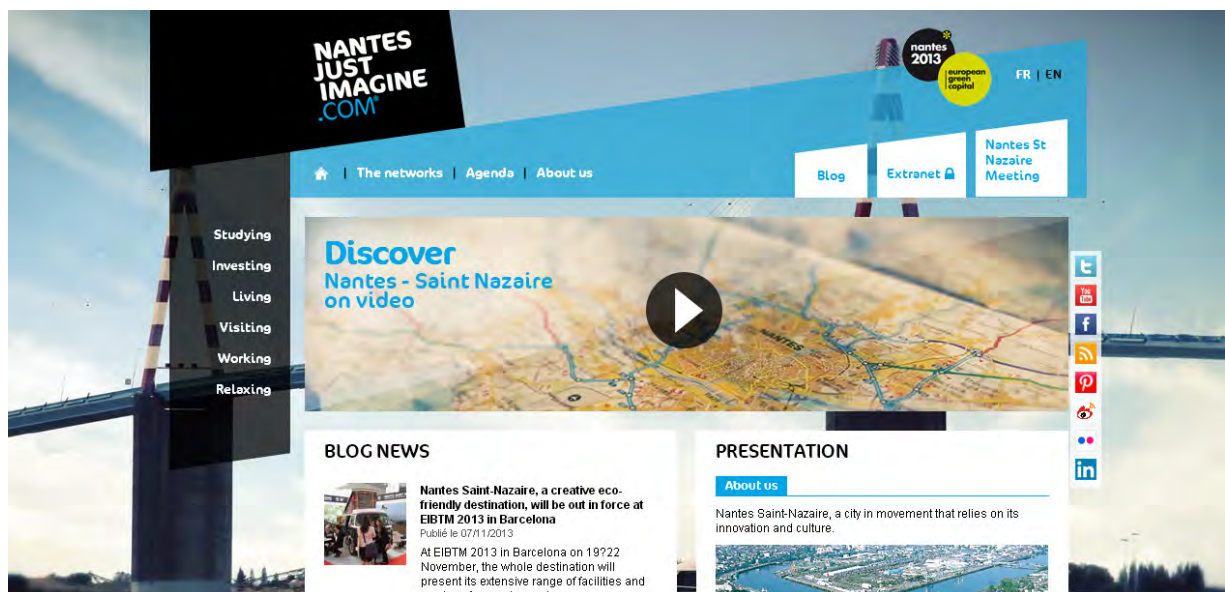 NANTES
JUST
IMAGINE
.COM
nantes
2013
european
green
capital
FR | EN
The networks | Agenda | About us
Blog
Extranet
Nantes St
Nazaire
Meeting
Studying
Investing
Living
Visiting
Working
Relaxing
Discover
Nantes - Saint Nazaire
on video
NANTES
You
Tube
BLOG NEWS
Nantes Saint-Nazaire, a creative eco-
friendly destination, will be out in force at
EIBTM 2013 in Barcelona
Publié le 07/11/2013
At EIBTM 2013 in Barcelona on 19?22
November, the whole destination will
present its extensive range of facilities and
PRESENTATION
About us
Nantes Saint-Nazaire, a city in movement that relies on its
innovation and culture.